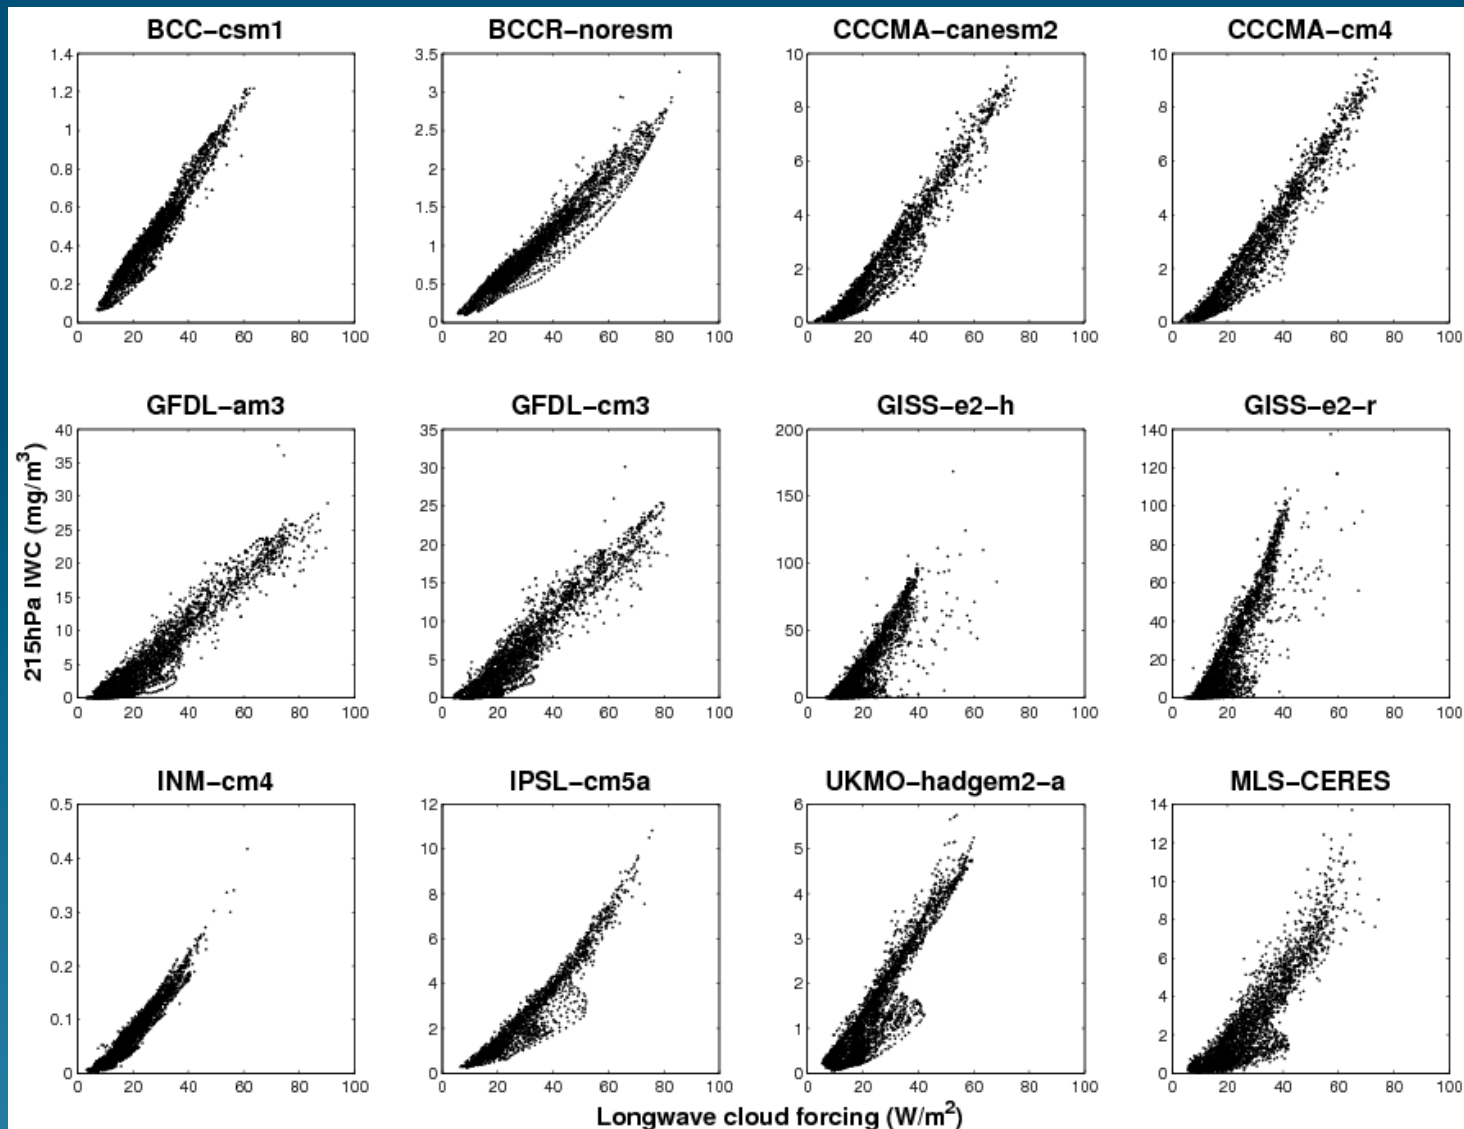 BCC-csm1 BCCR-noresm CCCMA-canesm2 CCCMA-cm4
1.4 3.5 10 10
1.2 3 8 8
1 2.5 6 6
0.8 2 4 4
0.6 1.5 2 2
0.4 1 0 0
0.2 0.5
0 0
0 20 40 60 80 100 0 20 40 60 80 100 0 20 40 60 80 100 0 20 40 60 80 100
GFDL-am3 GFDL-cm3 GISS-e2-h GISS-e2-r
215hPa IWC (mg/m³)
40 35 200 140
35 30 150 120
30 25 100 100
25 20 50 80
20 15 0 60
15 10 40
10 5 20
5 0 0
0
0 20 40 60 80 100 0 20 40 60 80 100 0 20 40 60 80 100 0 20 40 60 80 100
INM-cm4 IPSL-cm5a UKMO-hadgem2-a MLS-CERES
0.5 12 6 14
0.4 10 5 12
0.3 8 4 10
0.2 6 3 8
0.1 4 2 6
0 2 1 4
0 0 2
0
0 20 40 60 80 100 0 20 40 60 80 100 0 20 40 60 80 100 0 20 40 60 80 100
Longwave cloud forcing (W/m²)